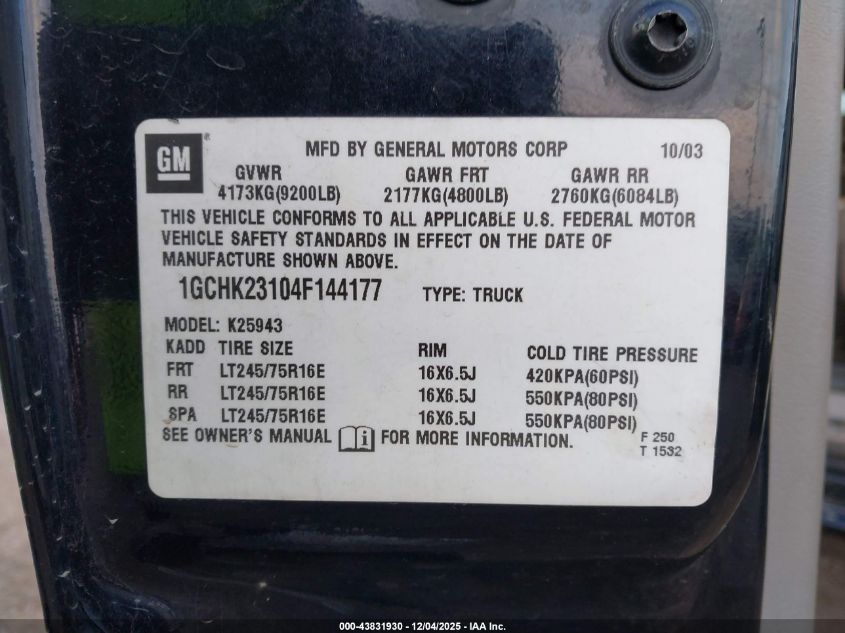 GM
MFD BY GENERAL MOTORS CORP 10/03
GVWR GAWR FRT GAWR RR
4173KG(9200LB) 2177KG(4800LB) 2760KG(6084LB)
THIS VEHICLE CONFORMS TO ALL APPLICABLE U.S. FEDERAL MOTOR
VEHICLE SAFETY STANDARDS IN EFFECT ON THE DATE OF
MANUFACTURE SHOWN ABOVE.
1GCHK23104F144177 TYPE: TRUCK
MODEL: K25943
KADD TIRE SIZE RIM COLD TIRE PRESSURE
FRT LT245/75R16E 16X6.5J 420KPA(60PSI)
RR LT245/75R16E 16X6.5J 550KPA(80PSI)
SPA LT245/75R16E 16X6.5J 550KPA(80PSI)
SEE OWNER'S MANUAL i FOR MORE INFORMATION.
F 250
T 1532
000-43831930 - 12/04/2025 - IAA Inc.